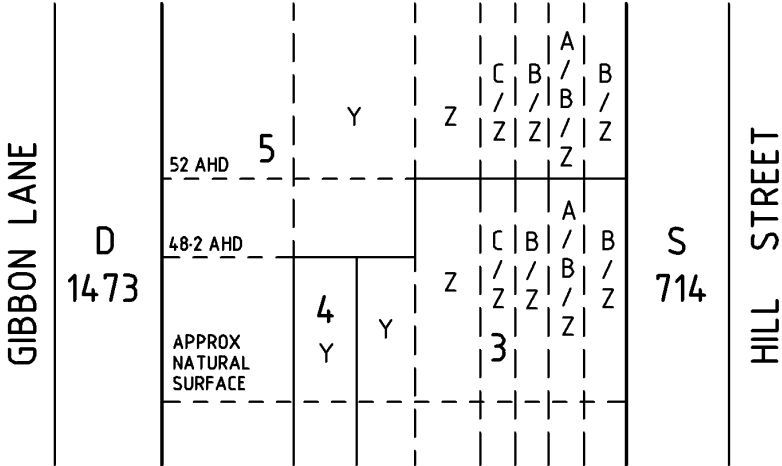 GIBBON LANE
D
1473
5
52 AHD
48·2 AHD
APPROX
NATURAL
SURFACE
Y
4
Y
Y
Z
C/Z
B/Z
A/B/Z
B/Z
Z
C/Z
B/Z
A/B/Z
B/Z
3
S
714
HILL STREET